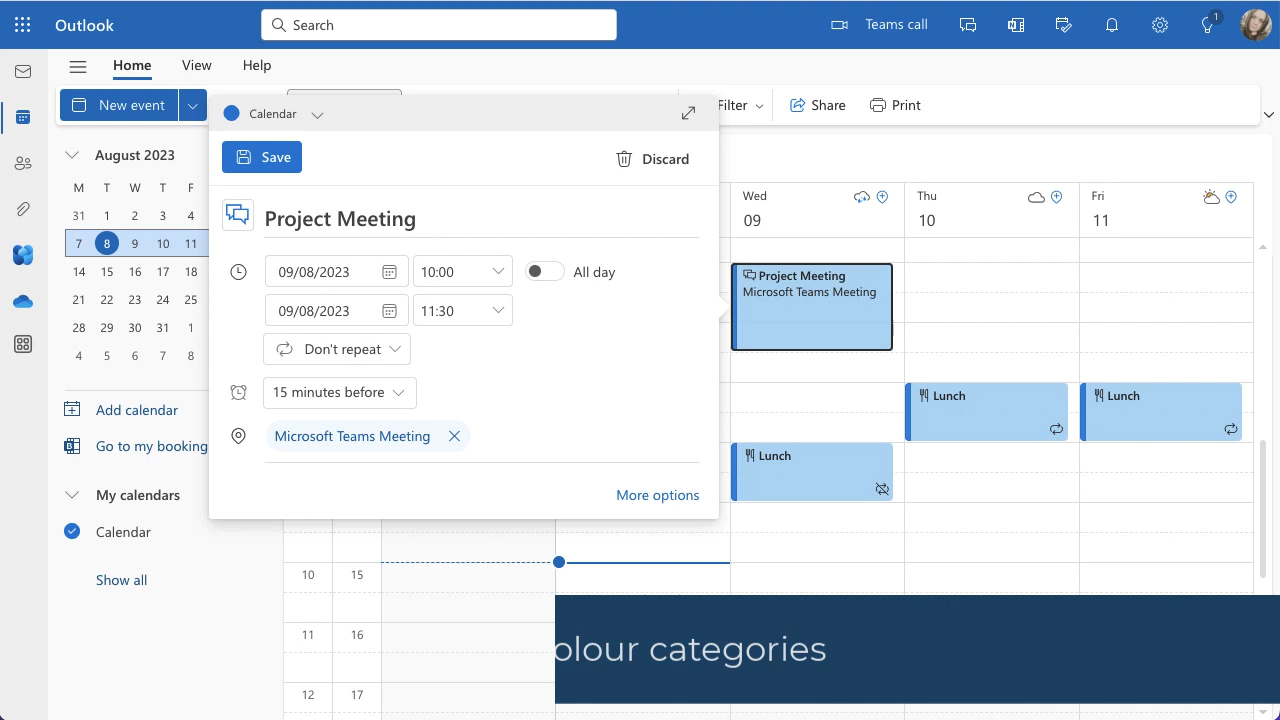 Outlook
Search
Teams call
1
Home
View
Help
New event
Filter
Share
Print
Calendar
Save
Discard
Project Meeting
09/08/2023
10:00
All day
09/08/2023
11:30
Don't repeat
15 minutes before
Microsoft Teams Meeting
More options
August 2023
M T W T F
31 1 2 3 4
7 8 9 10 11
14 15 16 17 18
21 22 23 24 25
28 29 30 31 1
4 5 6 7 8
Add calendar
Go to my booking
My calendars
Calendar
Show all
Wed
09
Thu
10
Fri
11
Project Meeting
Microsoft Teams Meeting
Lunch
Lunch
Lunch
10 15
11 16
12 17
olour categories